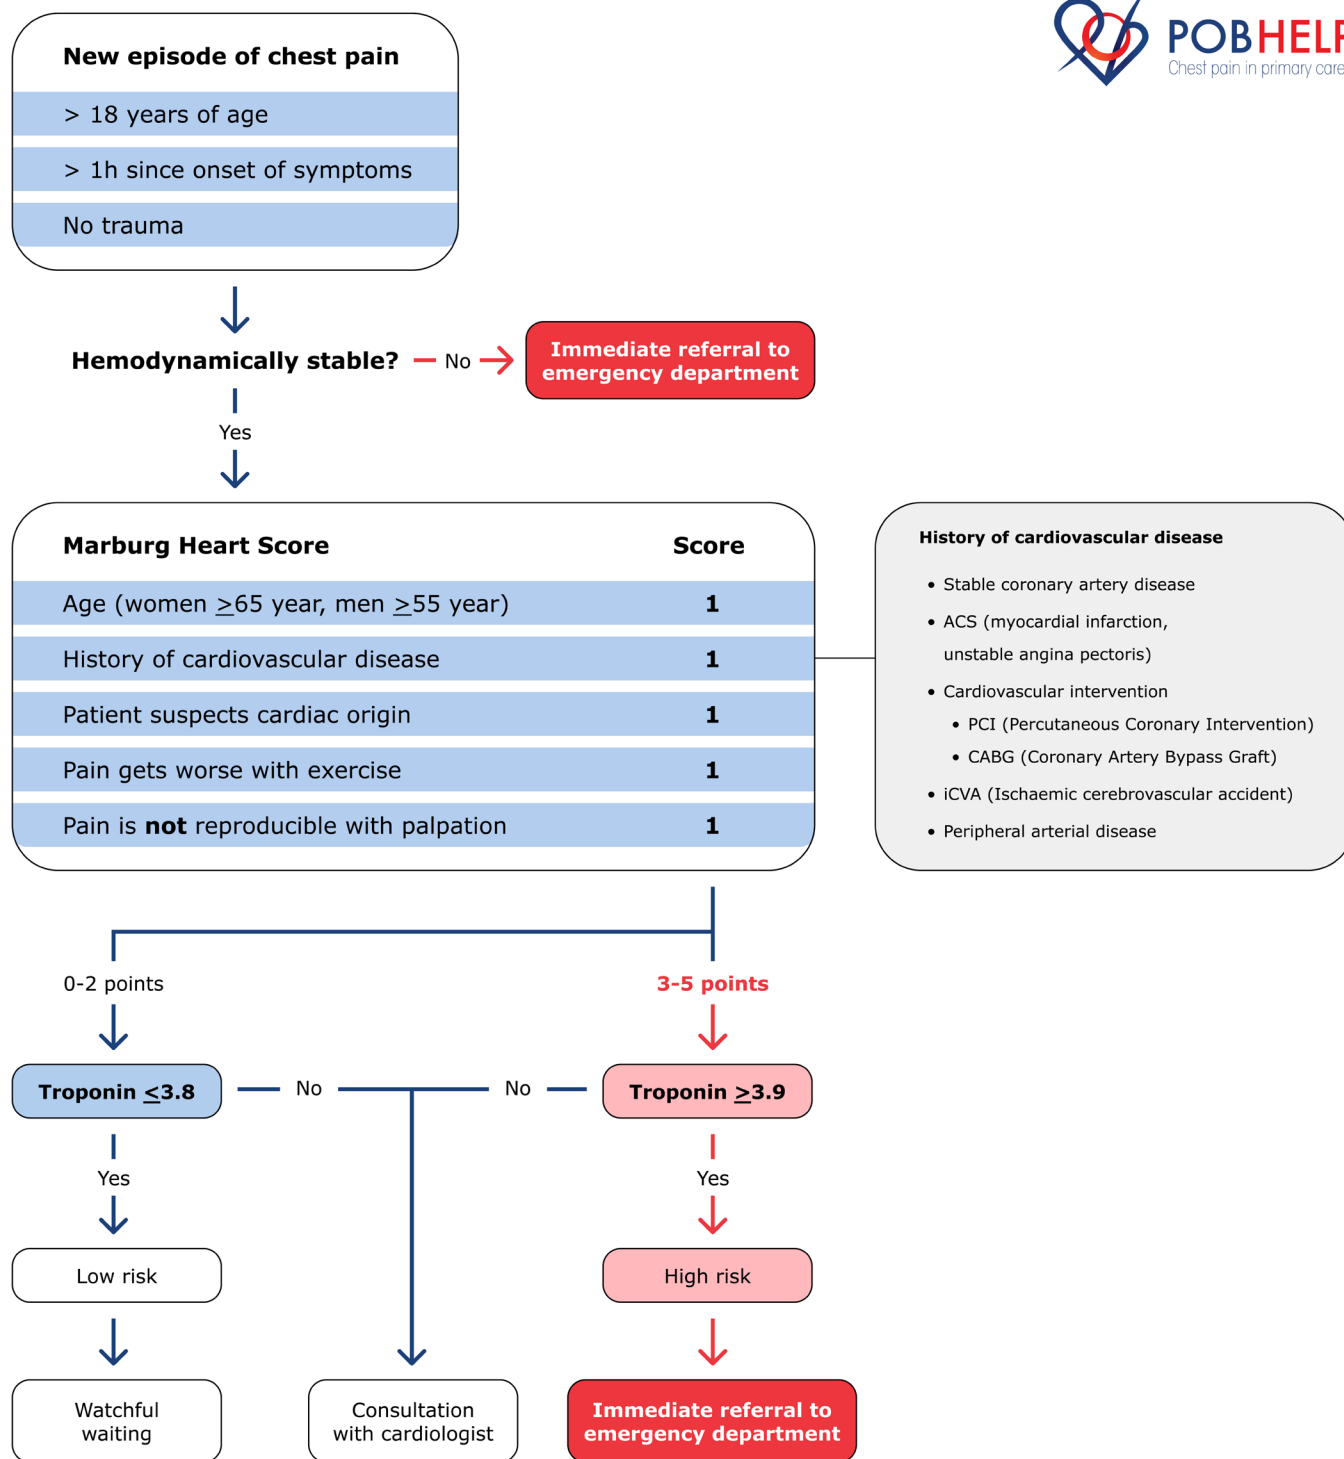 POBHELP
Chest pain in primary care
New episode of chest pain
> 18 years of age
> 1h since onset of symptoms
No trauma
Hemodynamically stable?
No
Immediate referral to
emergency department
Yes
Marburg Heart Score Score
Age (women ≥65 year, men ≥55 year) 1
History of cardiovascular disease 1
Patient suspects cardiac origin 1
Pain gets worse with exercise 1
Pain is not reproducible with palpation 1
History of cardiovascular disease
• Stable coronary artery disease
• ACS (myocardial infarction,
unstable angina pectoris)
• Cardiovascular intervention
• PCI (Percutaneous Coronary Intervention)
• CABG (Coronary Artery Bypass Graft)
• iCVA (Ischaemic cerebrovascular accident)
• Peripheral arterial disease
0-2 points
3-5 points
Troponin ≤3.8
No
No
Troponin ≥3.9
Yes
Yes
Low risk
High risk
Watchful
waiting
Consultation
with cardiologist
Immediate referral to
emergency department